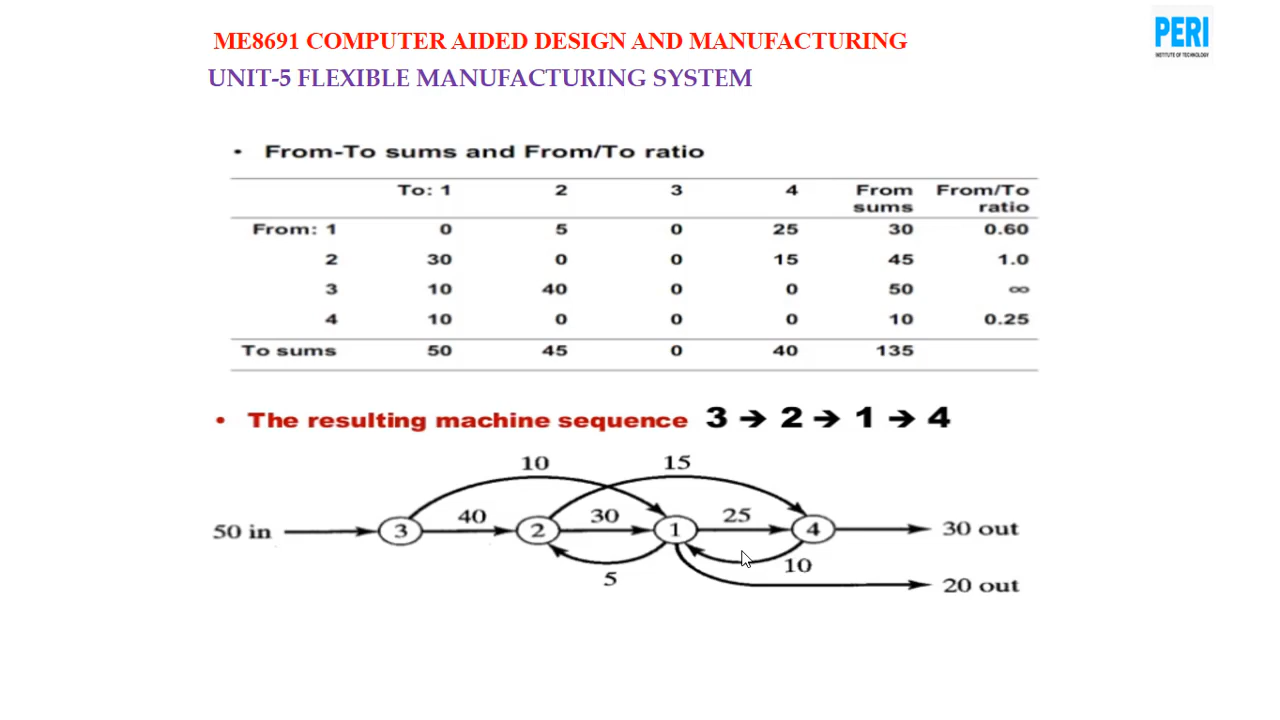 ME8691 COMPUTER AIDED DESIGN AND MANUFACTURING
PERI
INSTITUTE OF TECHNOLOGY
UNIT-5 FLEXIBLE MANUFACTURING SYSTEM
• From-To sums and From/To ratio
To: 1 2 3 4 From sums From/To ratio
From: 1 0 5 0 25 30 0.60
2 30 0 0 15 45 1.0
3 10 40 0 0 50 ∞
4 10 0 0 0 10 0.25
To sums 50 45 0 40 135
• The resulting machine sequence 3 → 2 → 1 → 4
10 15
40 30 25
50 in 3 2 1 4 30 out
5 10
20 out